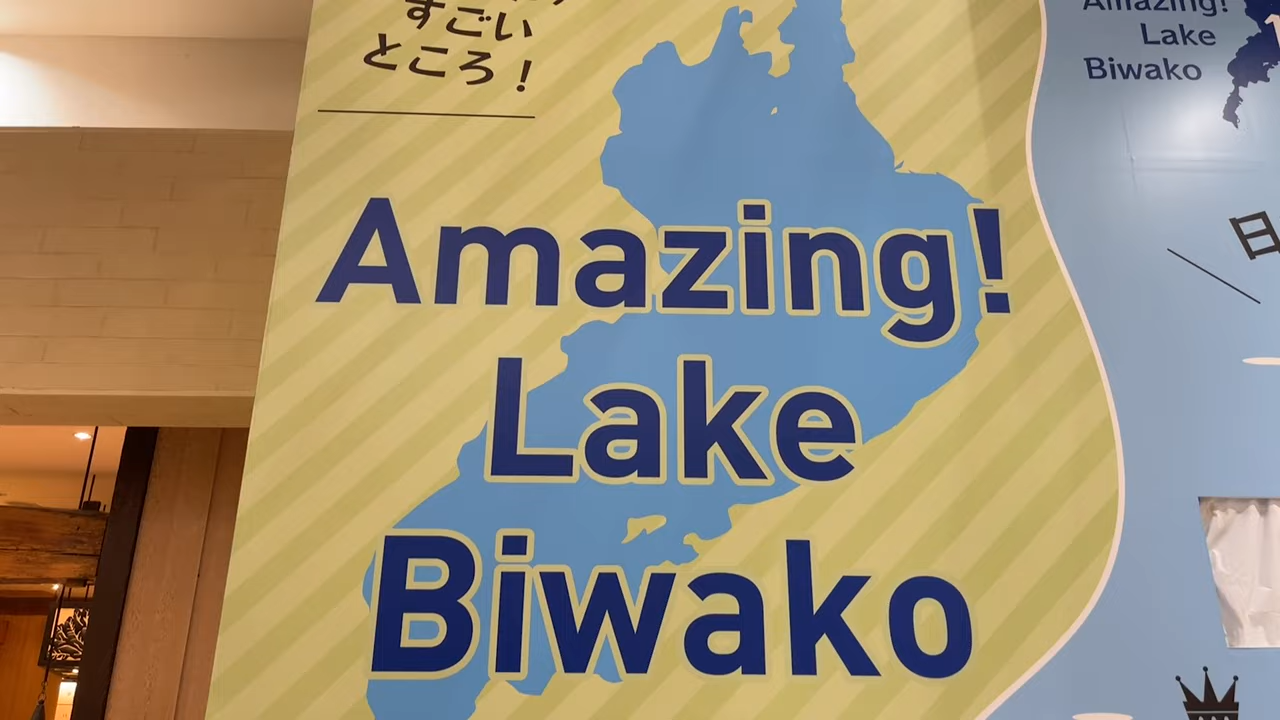 すごい
ところ!
Amazing!
Lake
Biwako
Amazing!
Lake
Biwako
日